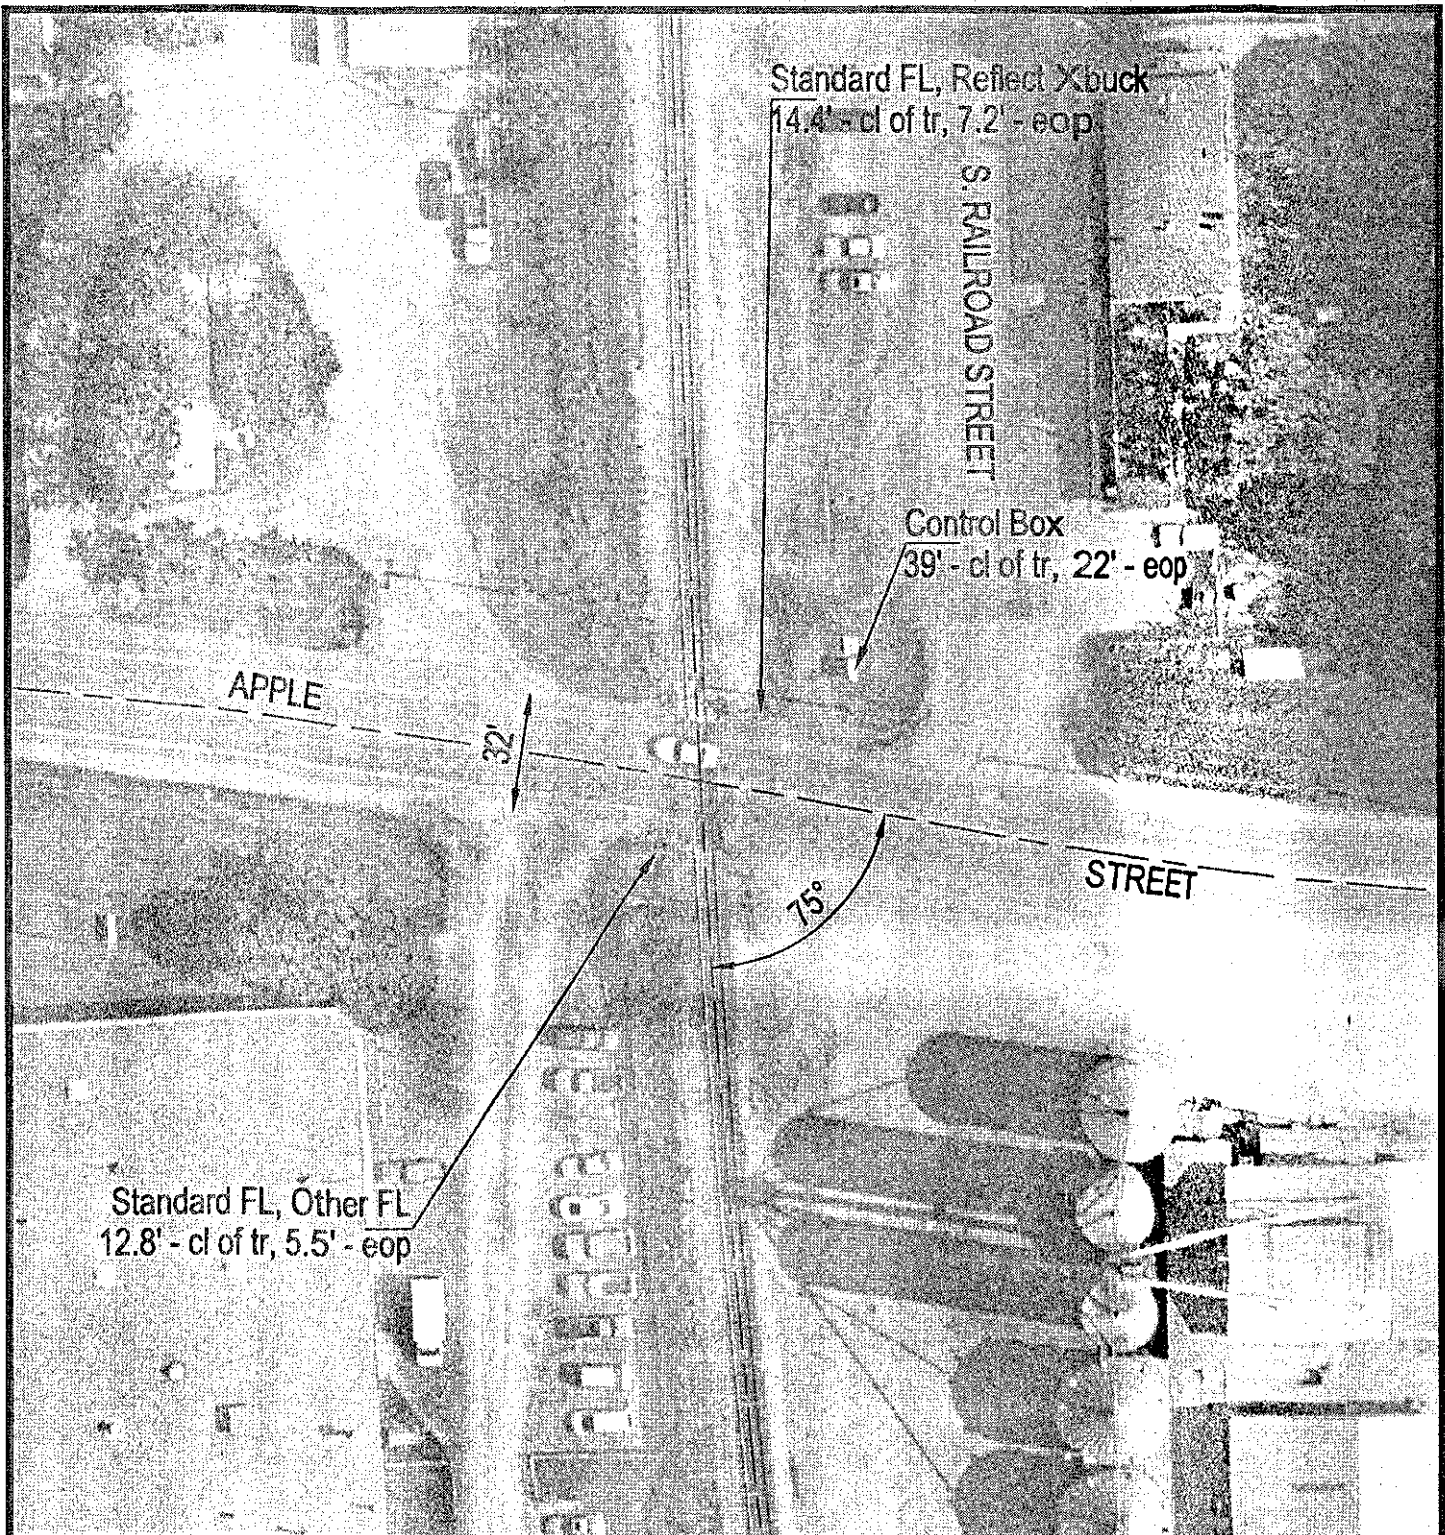 Standard FL, Reflect Xbuck
14.4' - cl of tr, 7.2' - eop
S. RAILROAD STREET
Control Box
39' - cl of tr, 22' - eop
APPLE
32'
STREET
75°
Standard FL, Other FL
12.8' - cl of tr, 5.5' - eop